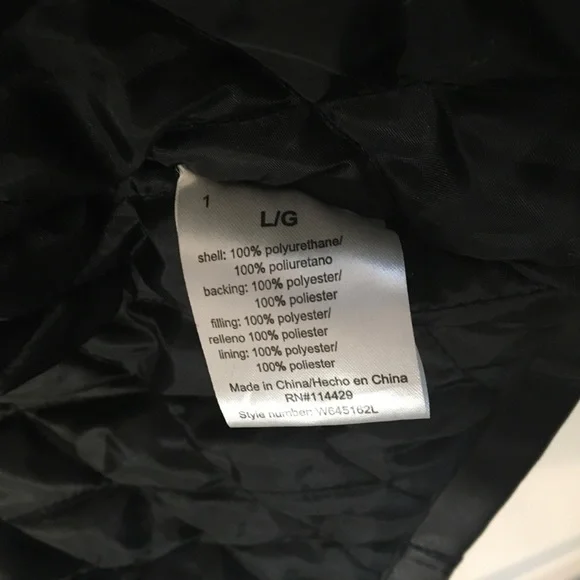 1
L/G
shell: 100% polyurethane/
100% poliuretano
backing: 100% polyester/
100% poliester
filling: 100% polyester/
relleno 100% poliester
lining: 100% polyester/
100% poliester
Made in China/Hecho en China
RN#114429
Style number: W645162L